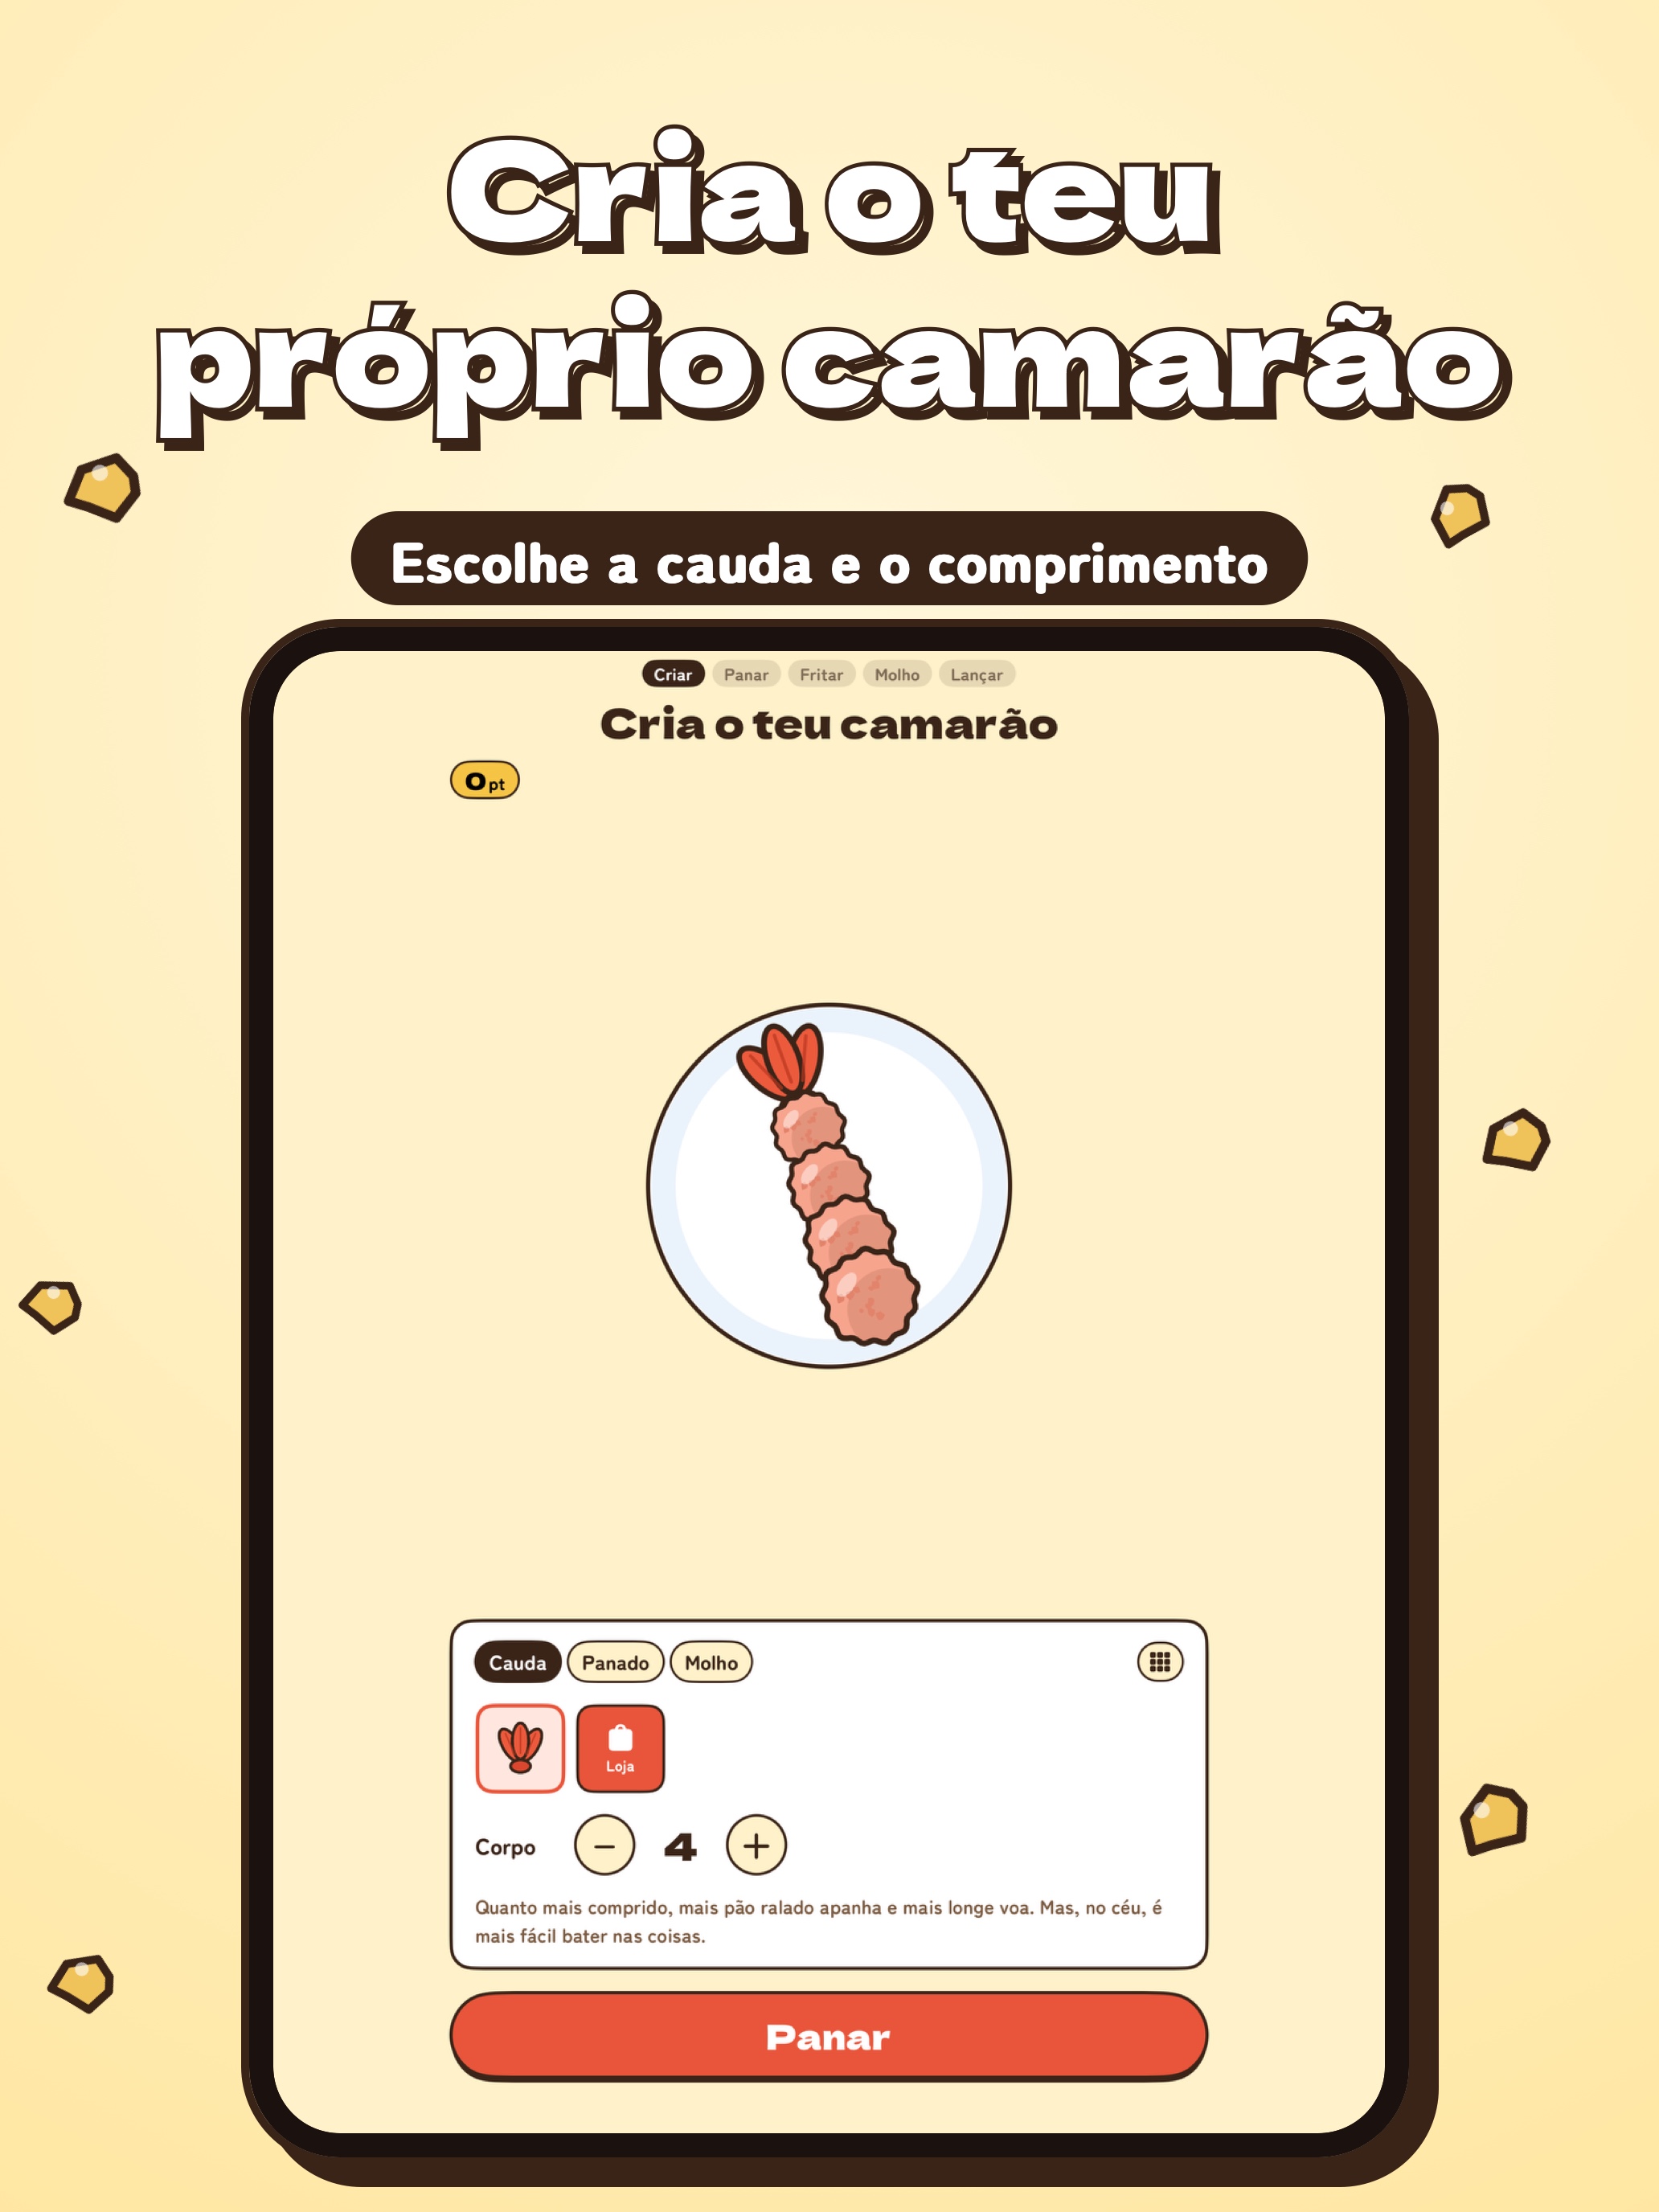 Cria o teu
próprio camarão
Escolhe a cauda e o comprimento
Criar Panar Fritar Molho Lançar
Cria o teu camarão
0 pt
Cauda Panado Molho
Loja
Corpo − 4 +
Quanto mais comprido, mais pão ralado apanha e mais longe voa. Mas, no céu, é
mais fácil bater nas coisas.
Panar